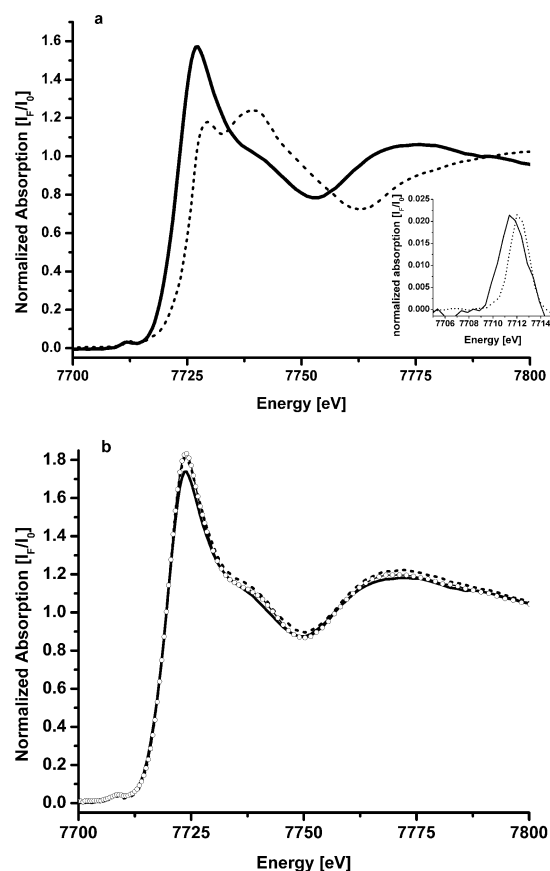 a
Normalized Absorption [I_F/I_0]
1.6
1.4
1.2
1.0
0.8
0.6
0.4
0.2
0.0
7700 7725 7750 7775 7800
Energy [eV]
normalized absorption [I_F/I_0]
0.025
0.020
0.015
0.010
0.005
0.000
7706 7708 7710 7712 7714
Energy [eV]
b
Normalized Absorption [I_F/I_0]
1.8
1.6
1.4
1.2
1.0
0.8
0.6
0.4
0.2
0.0
7700 7725 7750 7775 7800
Energy [eV]